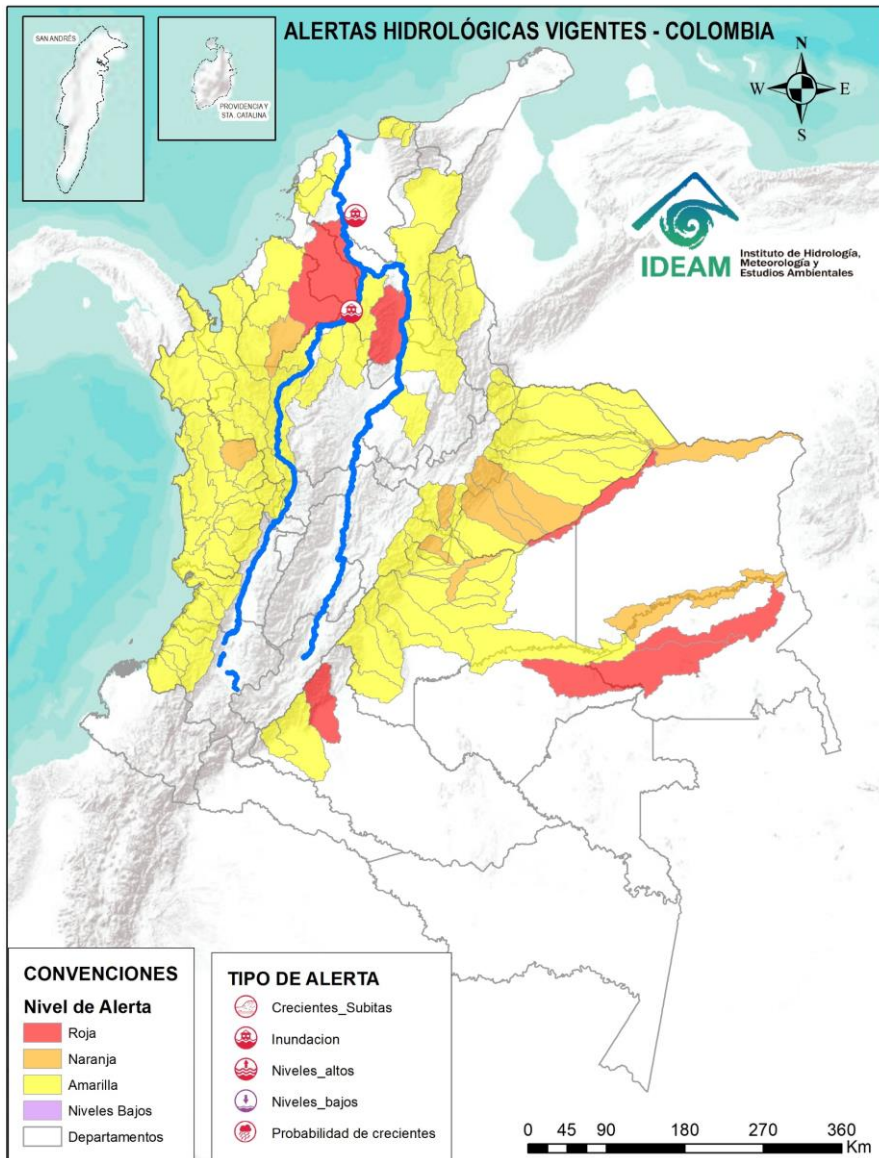 ALERTAS HIDROLÓGICAS VIGENTES - COLOMBIA
SAN ANDRÉS
PROVIDENCIA Y
STA. CATALINA
N
W
E
S
IDEAM
Instituto de Hidrología,
Meteorología y
Estudios Ambientales
CONVENCIONES
Nivel de Alerta
Roja
Naranja
Amarilla
Niveles Bajos
Departamentos
TIPO DE ALERTA
Crecientes_Subitas
Inundacion
Niveles_altos
Niveles_bajos
Probabilidad de crecientes
0 45 90 180 270 360
Km